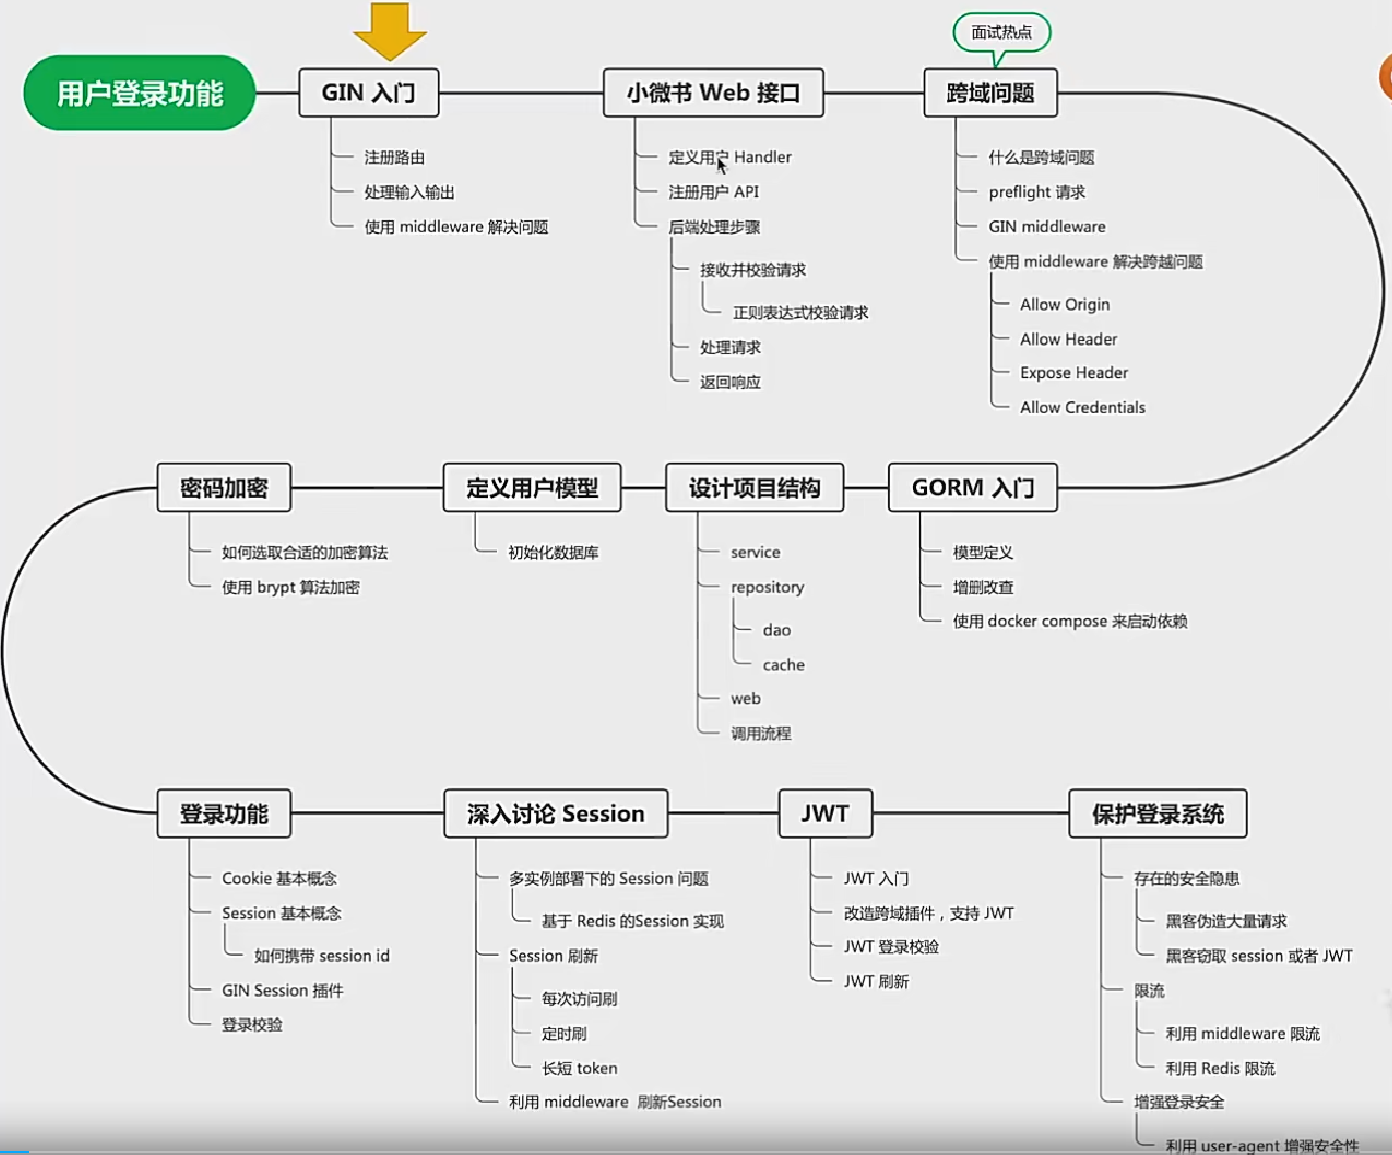 面试热点
用户登录功能
GIN 入门
注册路由
处理输入输出
使用 middleware 解决问题
小微书 Web 接口
定义用户 Handler
注册用户 API
后端处理步骤
接收并校验请求
正则表达式校验请求
处理请求
返回响应
跨域问题
什么是跨域问题
preflight 请求
GIN middleware
使用 middleware 解决跨越问题
Allow Origin
Allow Header
Expose Header
Allow Credentials
GORM 入门
模型定义
增删改查
使用 docker compose 来启动依赖
设计项目结构
service
repository
dao
cache
web
调用流程
定义用户模型
初始化数据库
密码加密
如何选取合适的加密算法
使用 brypt 算法加密
登录功能
Cookie 基本概念
Session 基本概念
如何携带 session id
GIN Session 插件
登录校验
深入讨论 Session
多实例部署下的 Session 问题
基于 Redis 的Session 实现
Session 刷新
每次访问刷
定时刷
长短 token
利用 middleware 刷新Session
JWT
JWT 入门
改造跨域插件，支持 JWT
JWT 登录校验
JWT 刷新
保护登录系统
存在的安全隐患
黑客伪造大量请求
黑客窃取 session 或者 JWT
限流
利用 middleware 限流
利用 Redis 限流
增强登录安全
利用 user-agent 增强安全性